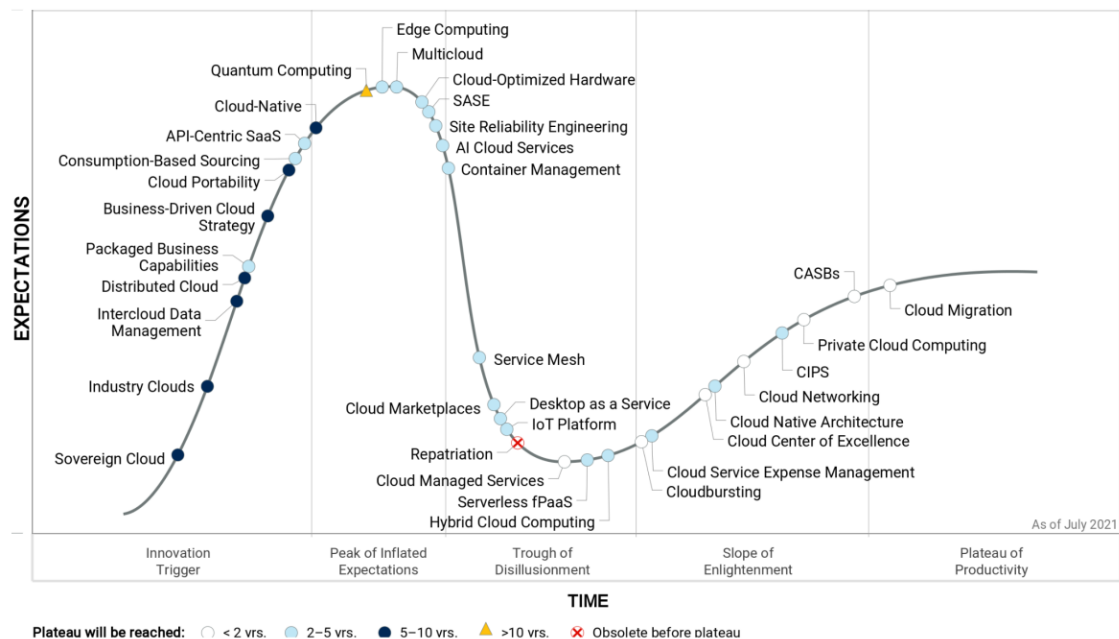 Edge Computing
Multicloud
Quantum Computing
Cloud-Optimized Hardware
SASE
Cloud-Native
Site Reliability Engineering
API-Centric SaaS
AI Cloud Services
Consumption-Based Sourcing
Container Management
Cloud Portability
Business-Driven Cloud
Strategy
Packaged Business
Capabilities
Distributed Cloud
Intercloud Data
Management
Industry Clouds
Sovereign Cloud
Service Mesh
Cloud Marketplaces
Desktop as a Service
IoT Platform
Repatriation
Cloud Managed Services
Serverless fPaaS
Hybrid Cloud Computing
CASBs
Cloud Migration
Private Cloud Computing
CIPS
Cloud Networking
Cloud Native Architecture
Cloud Center of Excellence
Cloud Service Expense Management
Cloudbursting
EXPECTATIONS
As of July 2021
Innovation
Trigger
Peak of Inflated
Expectations
Trough of
Disillusionment
Slope of
Enlightenment
Plateau of
Productivity
TIME
Plateau will be reached: < 2 yrs. 2–5 yrs. 5–10 yrs. >10 yrs. Obsolete before plateau